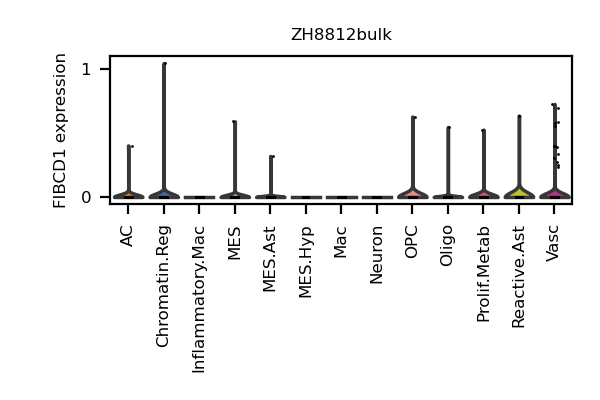 ZH8812bulk
FIBCD1 expression
1
0
AC
Chromatin.Reg
Inflammatory.Mac
MES
MES.Ast
MES.Hyp
Mac
Neuron
OPC
Oligo
Prolif.Metab
Reactive.Ast
Vasc